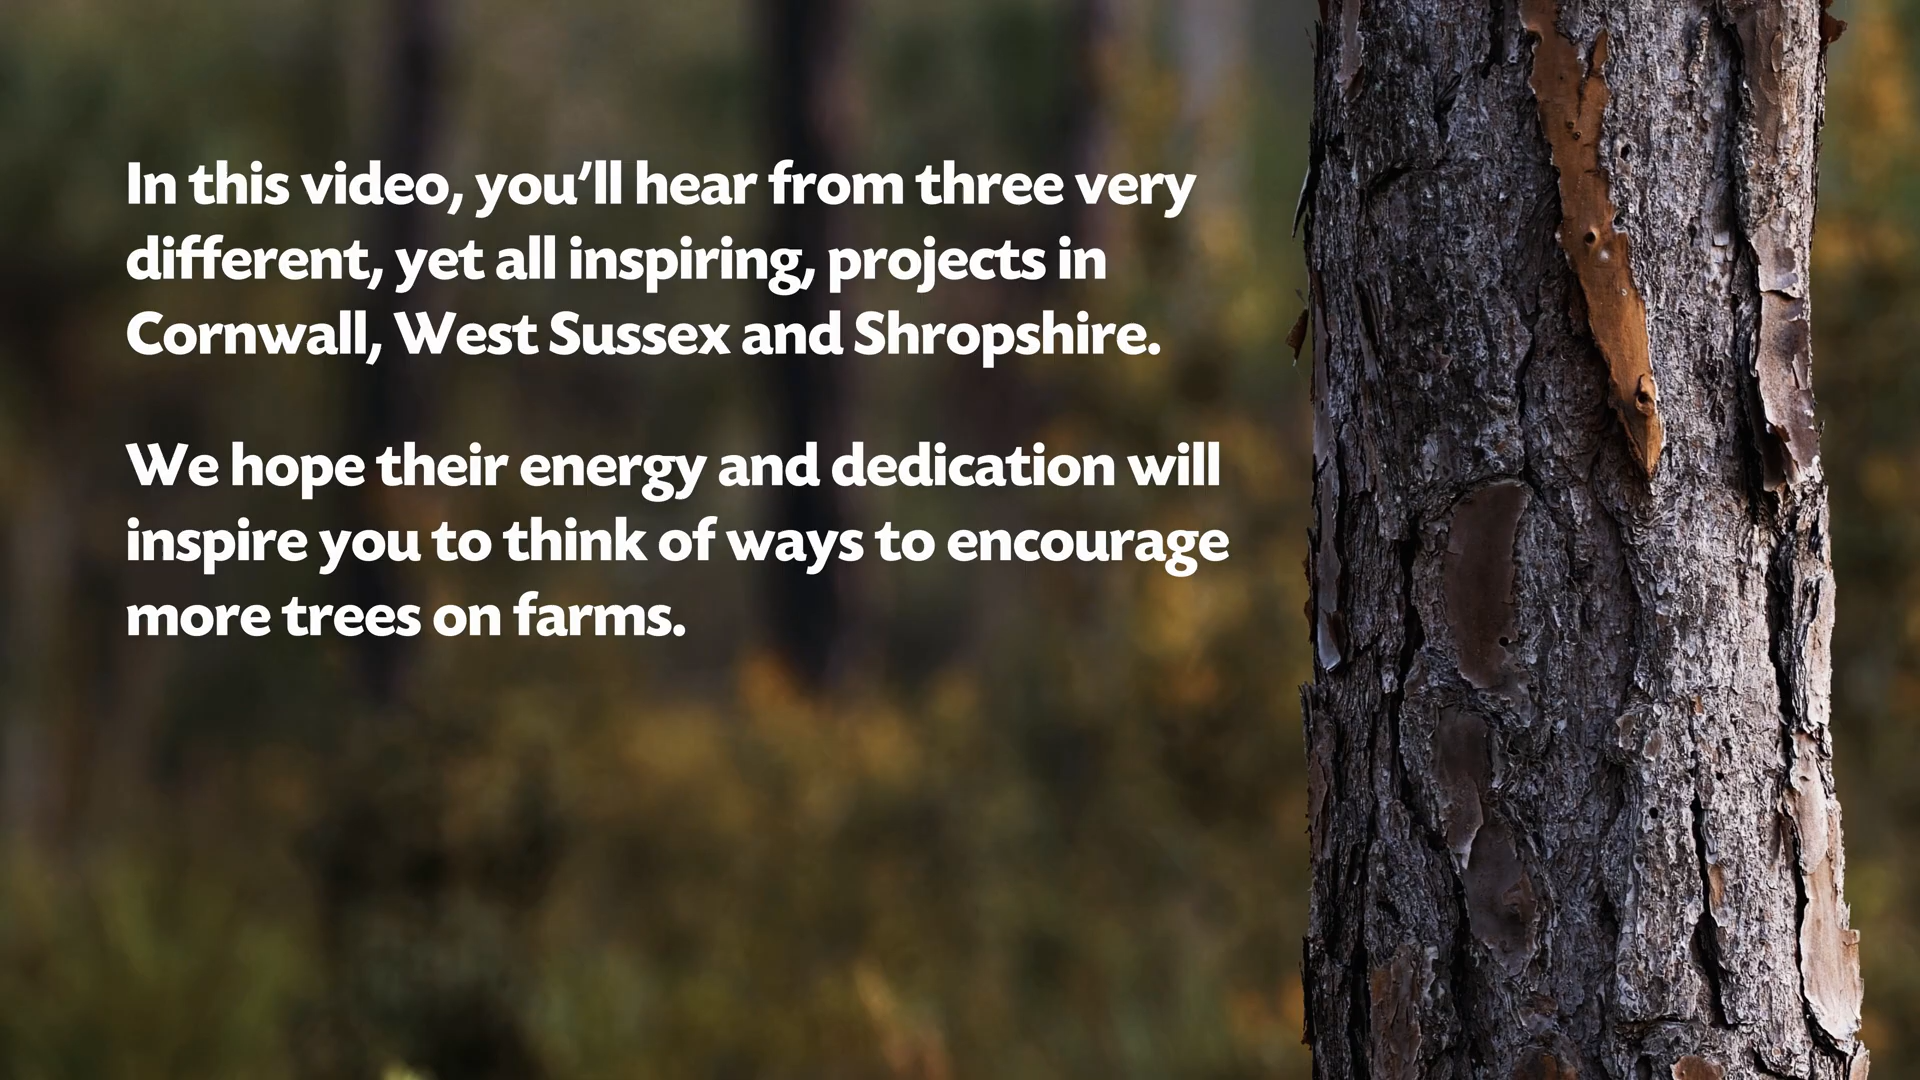 In this video, you’ll hear from three very
different, yet all inspiring, projects in
Cornwall, West Sussex and Shropshire.
We hope their energy and dedication will
inspire you to think of ways to encourage
more trees on farms.